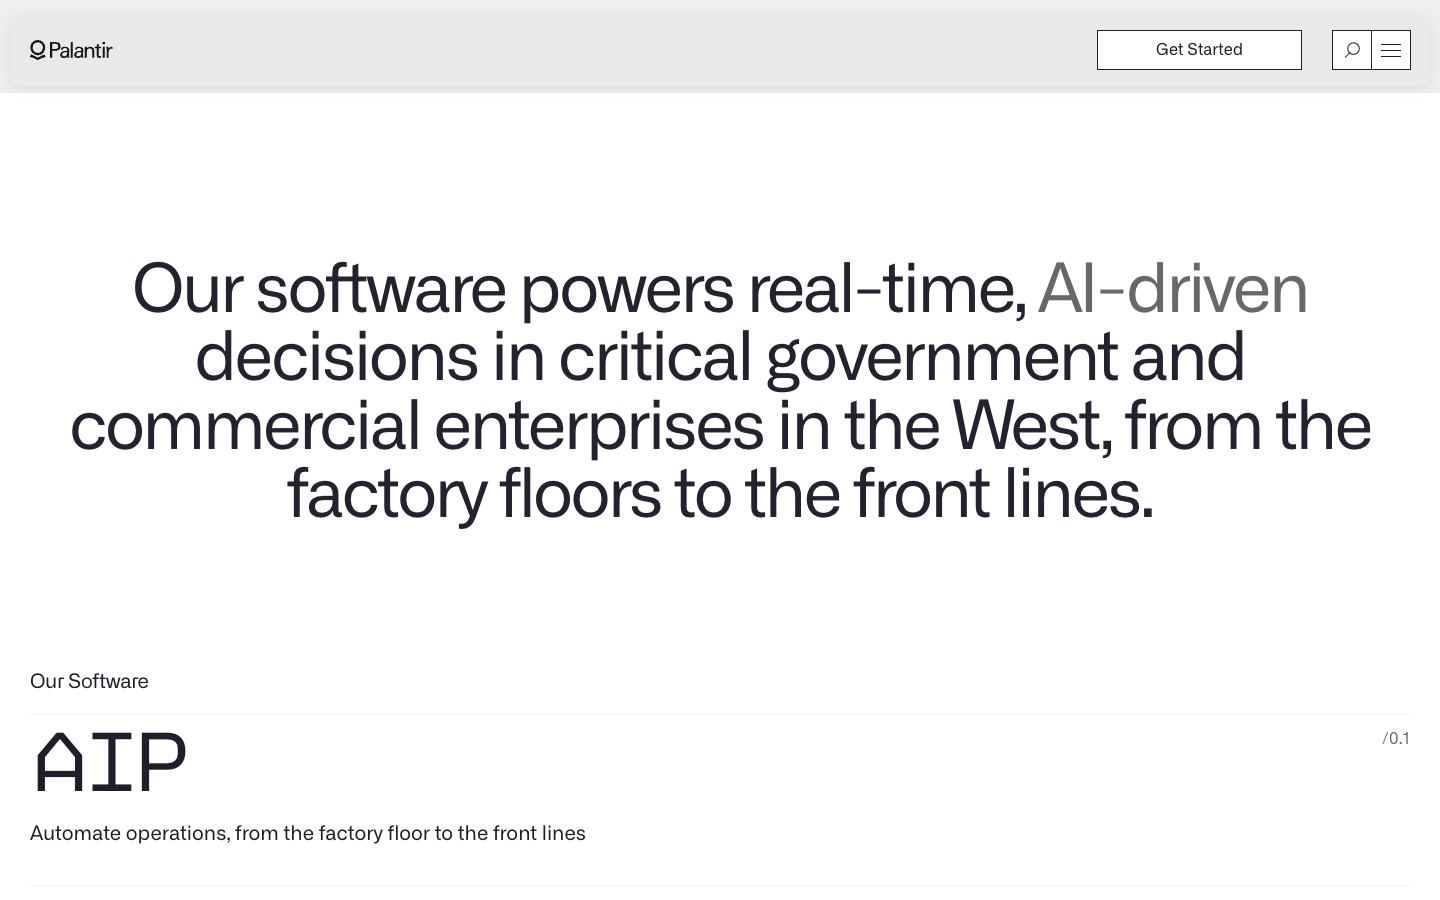 Palantir
Get Started
Our software powers real-time, AI-driven
decisions in critical government and
commercial enterprises in the West, from the
factory floors to the front lines.
Our Software
AIP
/0.1
Automate operations, from the factory floor to the front lines